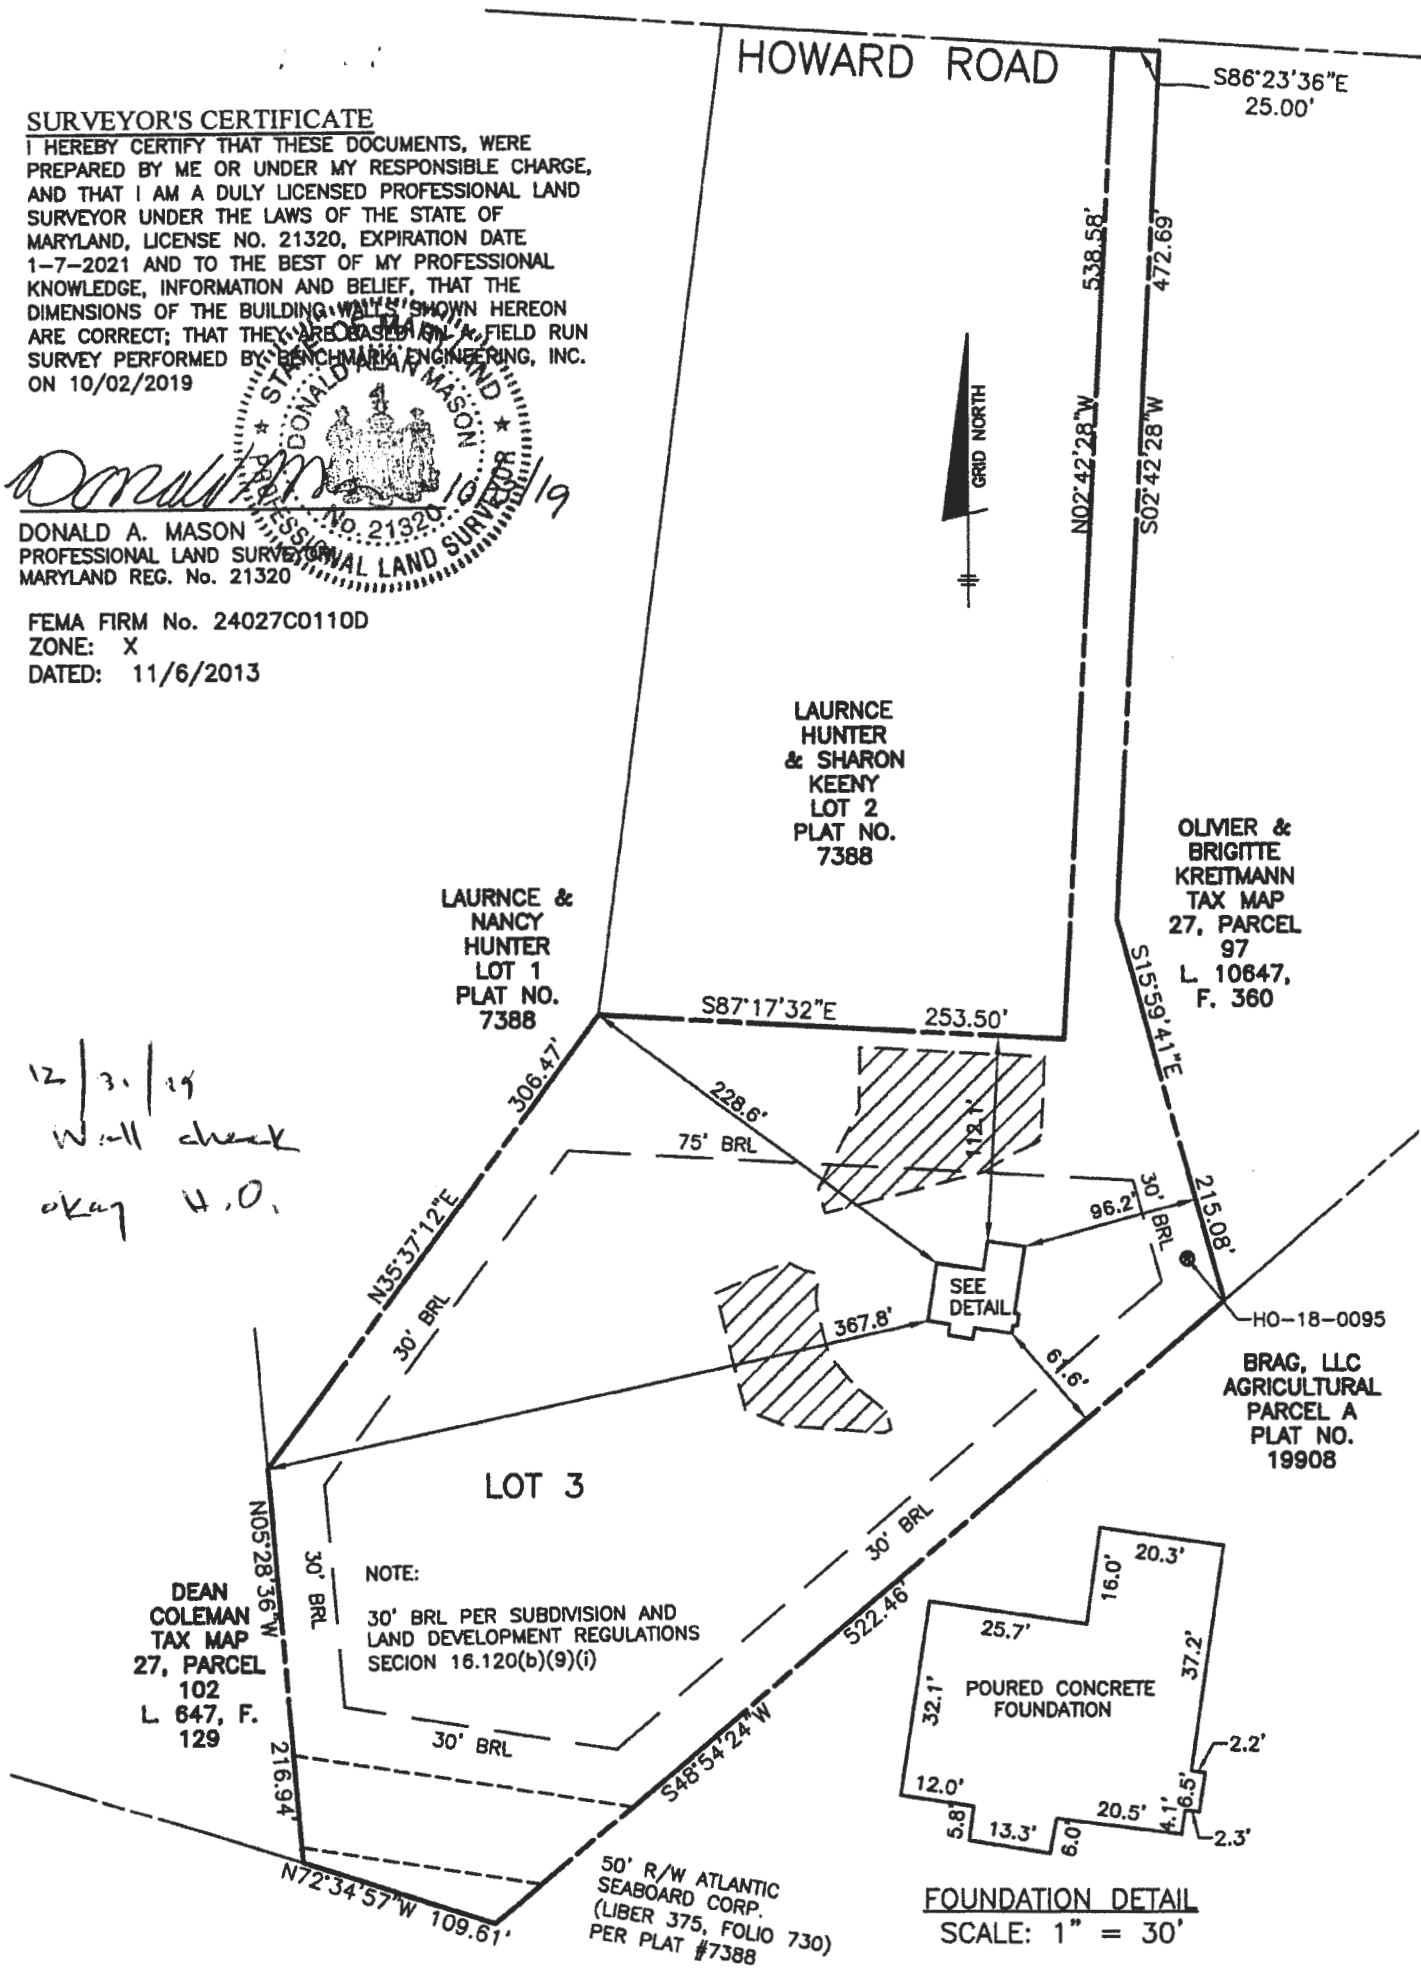 HOWARD ROAD
S86°23'36"E
25.00'
SURVEYOR'S CERTIFICATE
I HEREBY CERTIFY THAT THESE DOCUMENTS, WERE
PREPARED BY ME OR UNDER MY RESPONSIBLE CHARGE,
AND THAT I AM A DULY LICENSED PROFESSIONAL LAND
SURVEYOR UNDER THE LAWS OF THE STATE OF
MARYLAND, LICENSE NO. 21320, EXPIRATION DATE
1-7-2021 AND TO THE BEST OF MY PROFESSIONAL
KNOWLEDGE, INFORMATION AND BELIEF, THAT THE
DIMENSIONS OF THE BUILDING WALLS SHOWN HEREON
ARE CORRECT; THAT THEY ARE BASED ON A FIELD RUN
SURVEY PERFORMED BY BENCHMARK ENGINEERING, INC.
ON 10/02/2019
STATE OF MARYLAND
DONALD ALAN MASON
No. 21320
PROFESSIONAL LAND SURVEYOR
DONALD A. MASON
PROFESSIONAL LAND SURVEYOR
MARYLAND REG. No. 21320
FEMA FIRM No. 24027C0110D
ZONE: X
DATED: 11/6/2013
538.58'
472.69'
N02°42'28"W
S02°42'28"W
GRID NORTH
LAURNCE
HUNTER
& SHARON
KEENY
LOT 2
PLAT NO.
7388
OLIVIER &
BRIGITTE
KREITMANN
TAX MAP
27, PARCEL
97
L. 10647,
F. 360
LAURNCE &
NANCY
HUNTER
LOT 1
PLAT NO.
7388
S87°17'32"E 253.50'
S15°59'41"E
215.08'
12/31/19
Well check
okay H.O.
306.47'
N35°37'12"E
228.6'
112.1'
75' BRL
96.2'
30' BRL
30' BRL
SEE
DETAIL
367.8'
61.6'
HO-18-0095
BRAG, LLC
AGRICULTURAL
PARCEL A
PLAT NO.
19908
LOT 3
N05°28'36"W
216.94'
30' BRL
30' BRL
522.46'
S48°54'24"W
NOTE:
30' BRL PER SUBDIVISION AND
LAND DEVELOPMENT REGULATIONS
SECION 16.120(b)(9)(i)
DEAN
COLEMAN
TAX MAP
27, PARCEL
102
L. 647, F.
129
30' BRL
N72°34'57"W 109.61'
50' R/W ATLANTIC
SEABOARD CORP.
(LIBER 375, FOLIO 730)
PER PLAT #7388
20.3'
16.0'
25.7'
37.2'
32.1'
POURED CONCRETE
FOUNDATION
2.2'
12.0'
6.5'
20.5'
4.1'
5.8'
13.3'
6.0'
2.3'
FOUNDATION DETAIL
SCALE: 1" = 30'